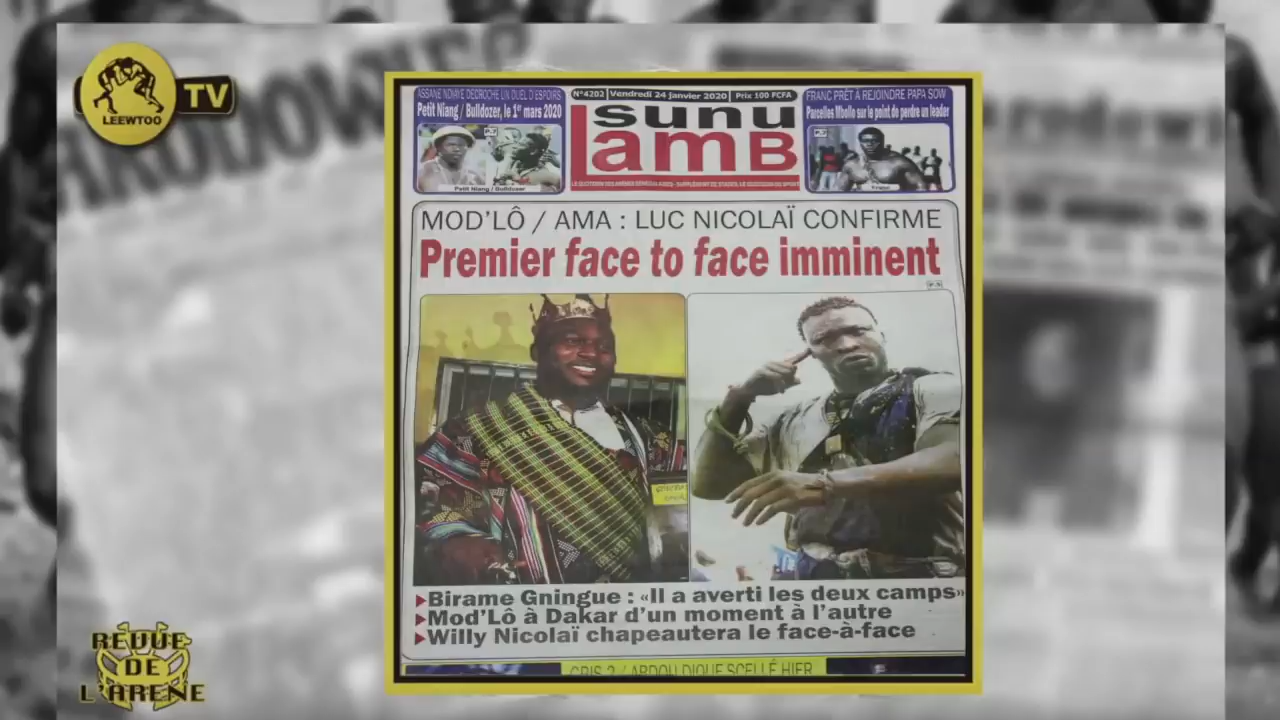 LEEWTOO
TV
ASSANE NDIAYE DÉCROCHE UN DUEL D'ESPOIRS
Petit Niang / Bulldozer, le 1er mars 2020
Petit Niang / Bulldozer
N°4202 Vendredi 24 janvier 2020 Prix 100 FCFA
sunu
Lamb
FRANC PRÊT À REJOINDRE PAPA SOW
Parcelles Mbollo sur le point de perdre un leader
MOD'LÔ / AMA : LUC NICOLAÏ CONFIRME
Premier face to face imminent
Birame Gningue : «Il a averti les deux camps»
Mod'Lô à Dakar d'un moment à l'autre
Willy Nicolaï chapeautera le face-à-face
REVUE
DE
L'ARENE